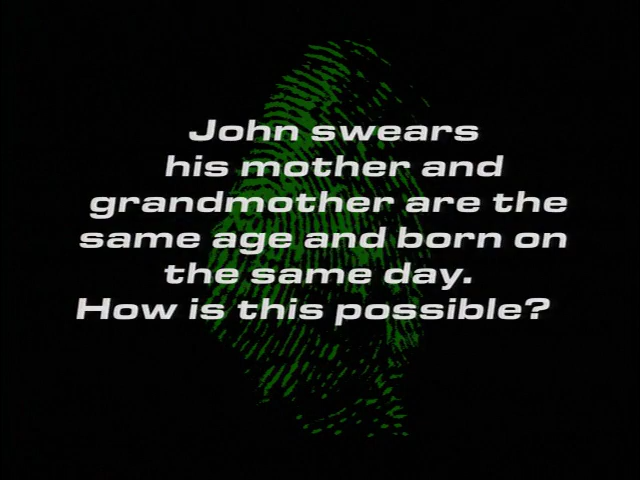 John swears
his mother and
grandmother are the
same age and born on
the same day.
How is this possible?